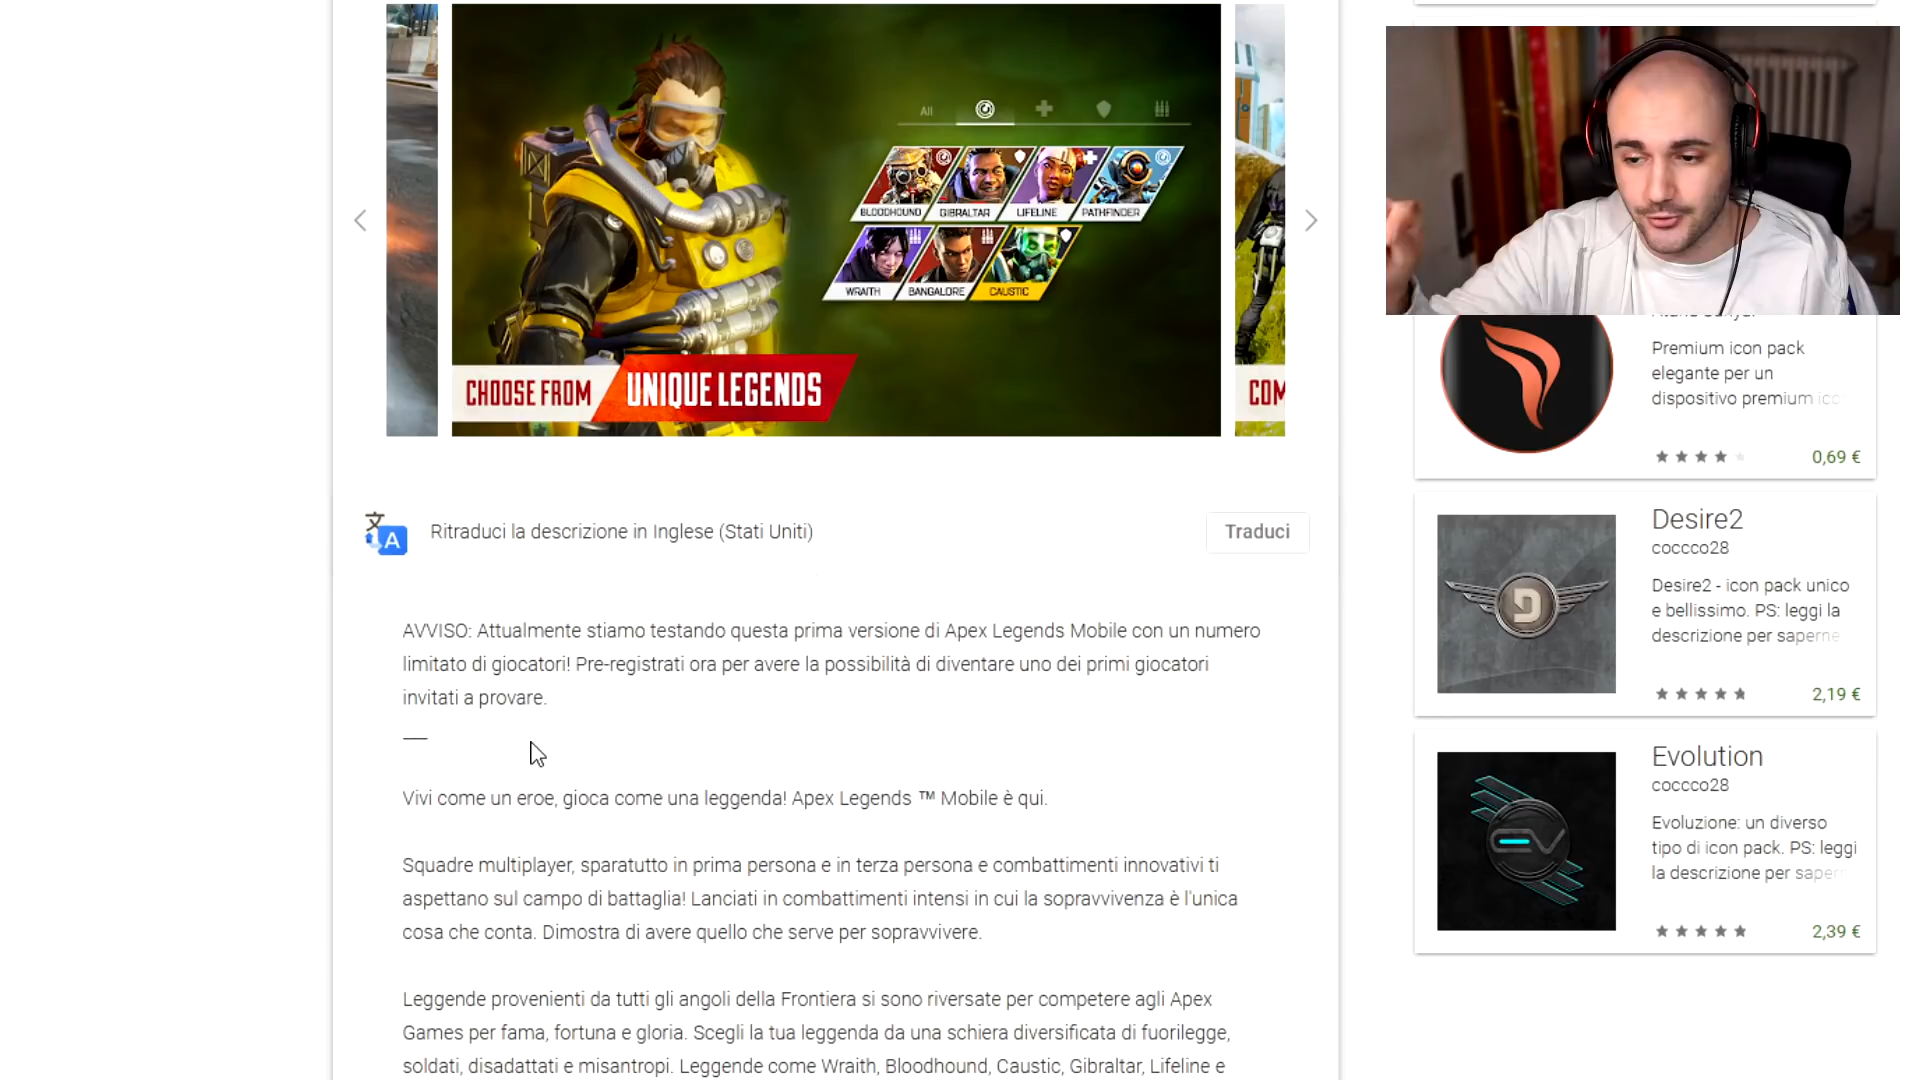 All
BLOODHOUND
GIBRALTAR
LIFELINE
PATHFINDER
WRAITH
BANGALORE
CAUSTIC
CHOOSE FROM
UNIQUE LEGENDS
COM
Ritraduci la descrizione in Inglese (Stati Uniti)
Traduci
AVVISO: Attualmente stiamo testando questa prima versione di Apex Legends Mobile con un numero
limitato di giocatori! Pre-registrati ora per avere la possibilità di diventare uno dei primi giocatori
invitati a provare.
Vivi come un eroe, gioca come una leggenda! Apex Legends ™ Mobile è qui.
Squadre multiplayer, sparatutto in prima persona e in terza persona e combattimenti innovativi ti
aspettano sul campo di battaglia! Lanciati in combattimenti intensi in cui la sopravvivenza è l'unica
cosa che conta. Dimostra di avere quello che serve per sopravvivere.
Leggende provenienti da tutti gli angoli della Frontiera si sono riversate per competere agli Apex
Games per fama, fortuna e gloria. Scegli la tua leggenda da una schiera diversificata di fuorilegge,
soldati, disadattati e misantropi. Leggende come Wraith, Bloodhound, Caustic, Gibraltar, Lifeline e
Premium icon pack
elegante per un
dispositivo premium ico
0,69 €
Desire2
coccco28
Desire2 - icon pack unico
e bellissimo. PS: leggi la
descrizione per saperne
2,19 €
Evolution
coccco28
Evoluzione: un diverso
tipo di icon pack. PS: leggi
la descrizione per saper
2,39 €